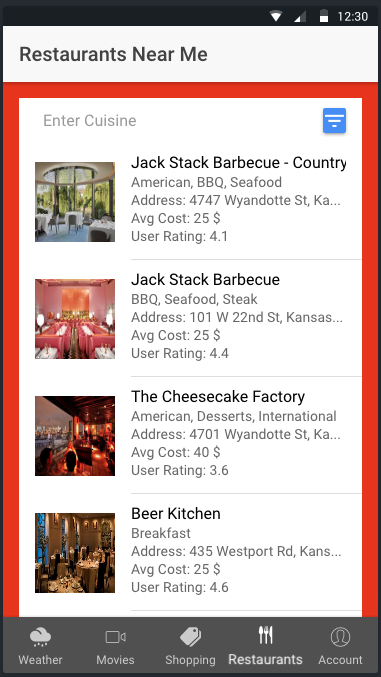 12:30
Restaurants Near Me
Enter Cuisine
Jack Stack Barbecue - Country
American, BBQ, Seafood
Address: 4747 Wyandotte St, Ka...
Avg Cost: 25 $
User Rating: 4.1
Jack Stack Barbecue
BBQ, Seafood, Steak
Address: 101 W 22nd St, Kansas...
Avg Cost: 25 $
User Rating: 4.4
The Cheesecake Factory
American, Desserts, International
Address: 4701 Wyandotte St, Ka...
Avg Cost: 40 $
User Rating: 3.6
Beer Kitchen
Breakfast
Address: 435 Westport Rd, Kans...
Avg Cost: 25 $
User Rating: 4.6
Weather Movies Shopping Restaurants Account